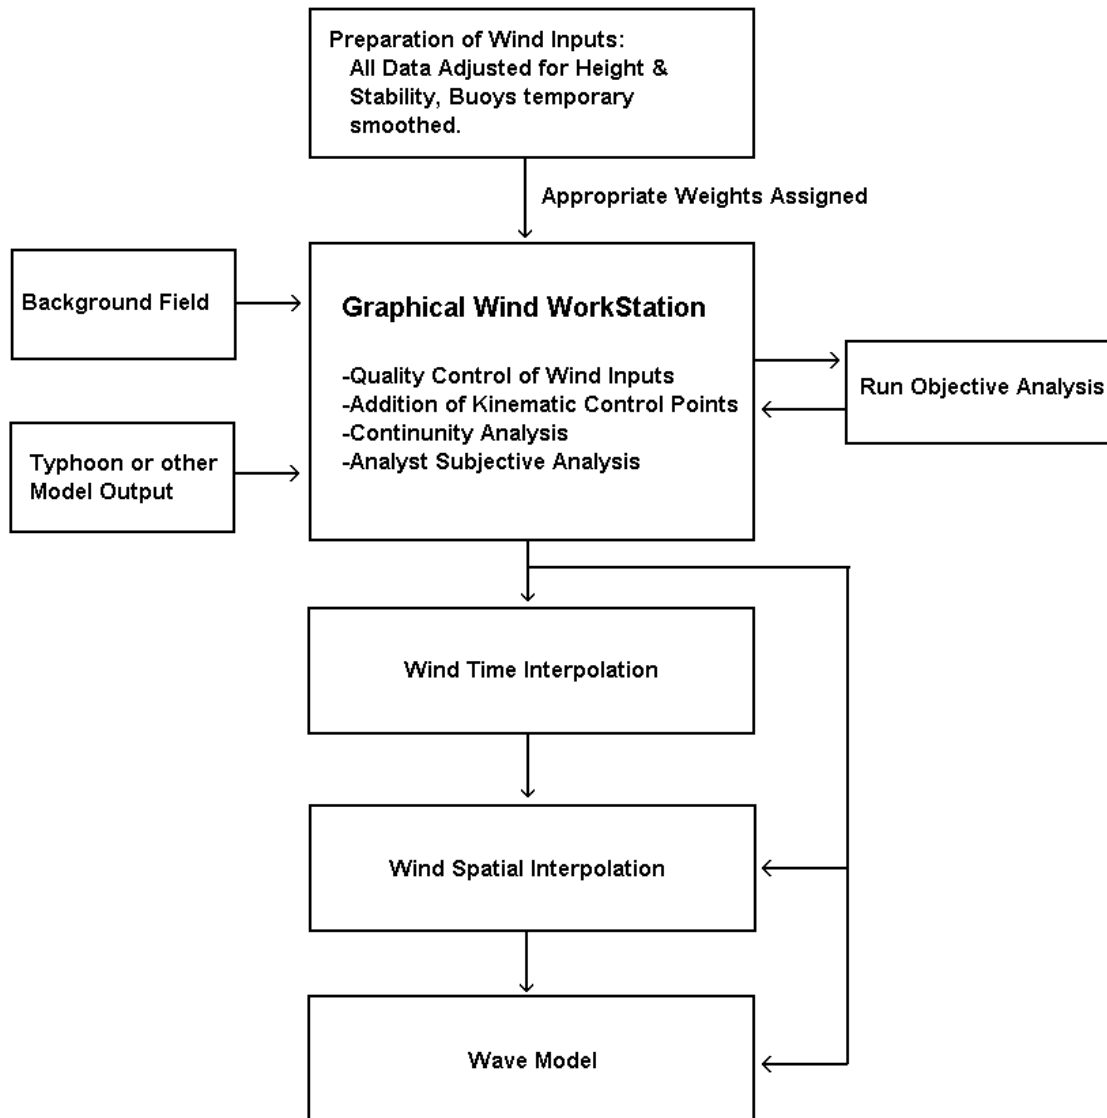 Preparation of Wind Inputs:
All Data Adjusted for Height &
Stability, Buoys temporary
smoothed.
Appropriate Weights Assigned
Background Field
Graphical Wind WorkStation
-Quality Control of Wind Inputs
-Addition of Kinematic Control Points
-Continunity Analysis
-Analyst Subjective Analysis
Run Objective Analysis
Typhoon or other
Model Output
Wind Time Interpolation
Wind Spatial Interpolation
Wave Model